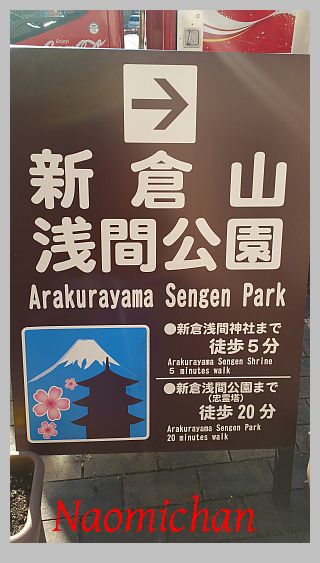 Enjoy!
新倉山
浅間公園
Arakurayama Sengen Park
●新倉浅間神社まで
徒歩5分
Arakurayama Sengen Shrine
5 minutes walk
●新倉浅間公園まで
(忠霊塔)
徒歩20分
Arakurayama Sengen Park
20 minutes walk
Naomichan